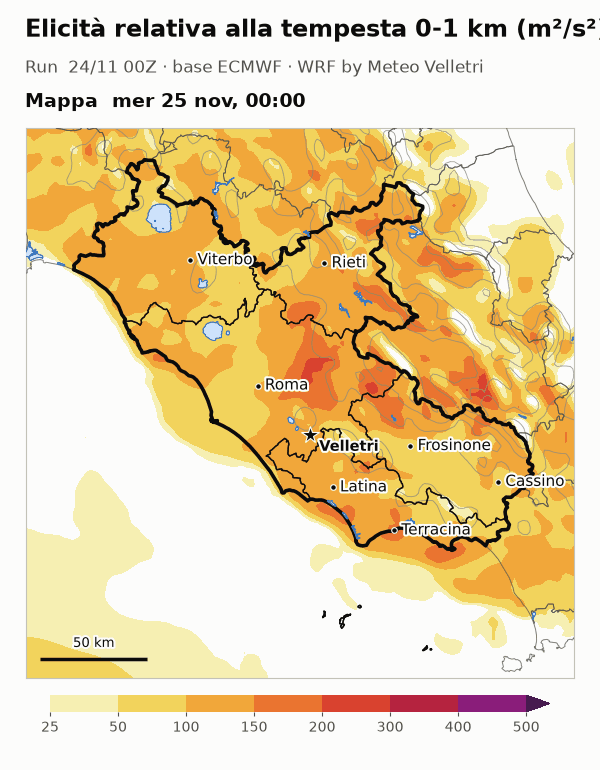 Elicità relativa alla tempesta 0-1 km (m²/s²)
Run 24/11 00Z · base ECMWF · WRF by Meteo Velletri
Mappa mer 25 nov, 00:00
Viterbo
Rieti
Roma
Velletri
Frosinone
Latina
Cassino
Terracina
50 km
25 50 100 150 200 300 400 500